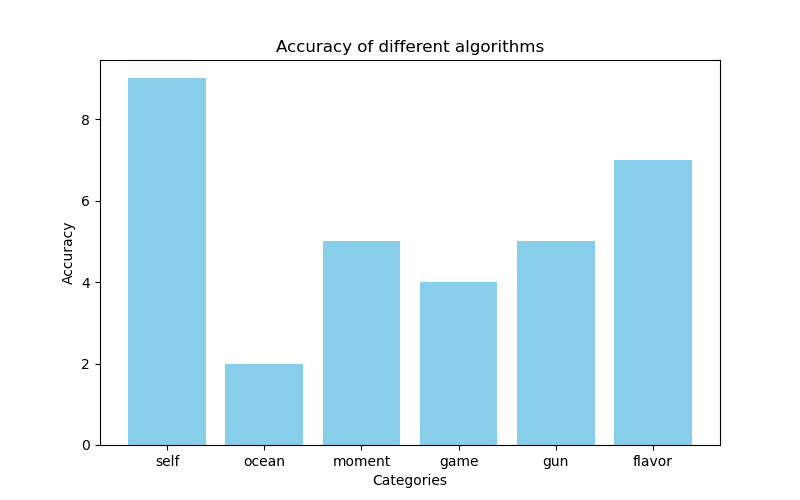 Accuracy of different algorithms
Accuracy
8
6
4
2
0
self ocean moment game gun flavor
Categories